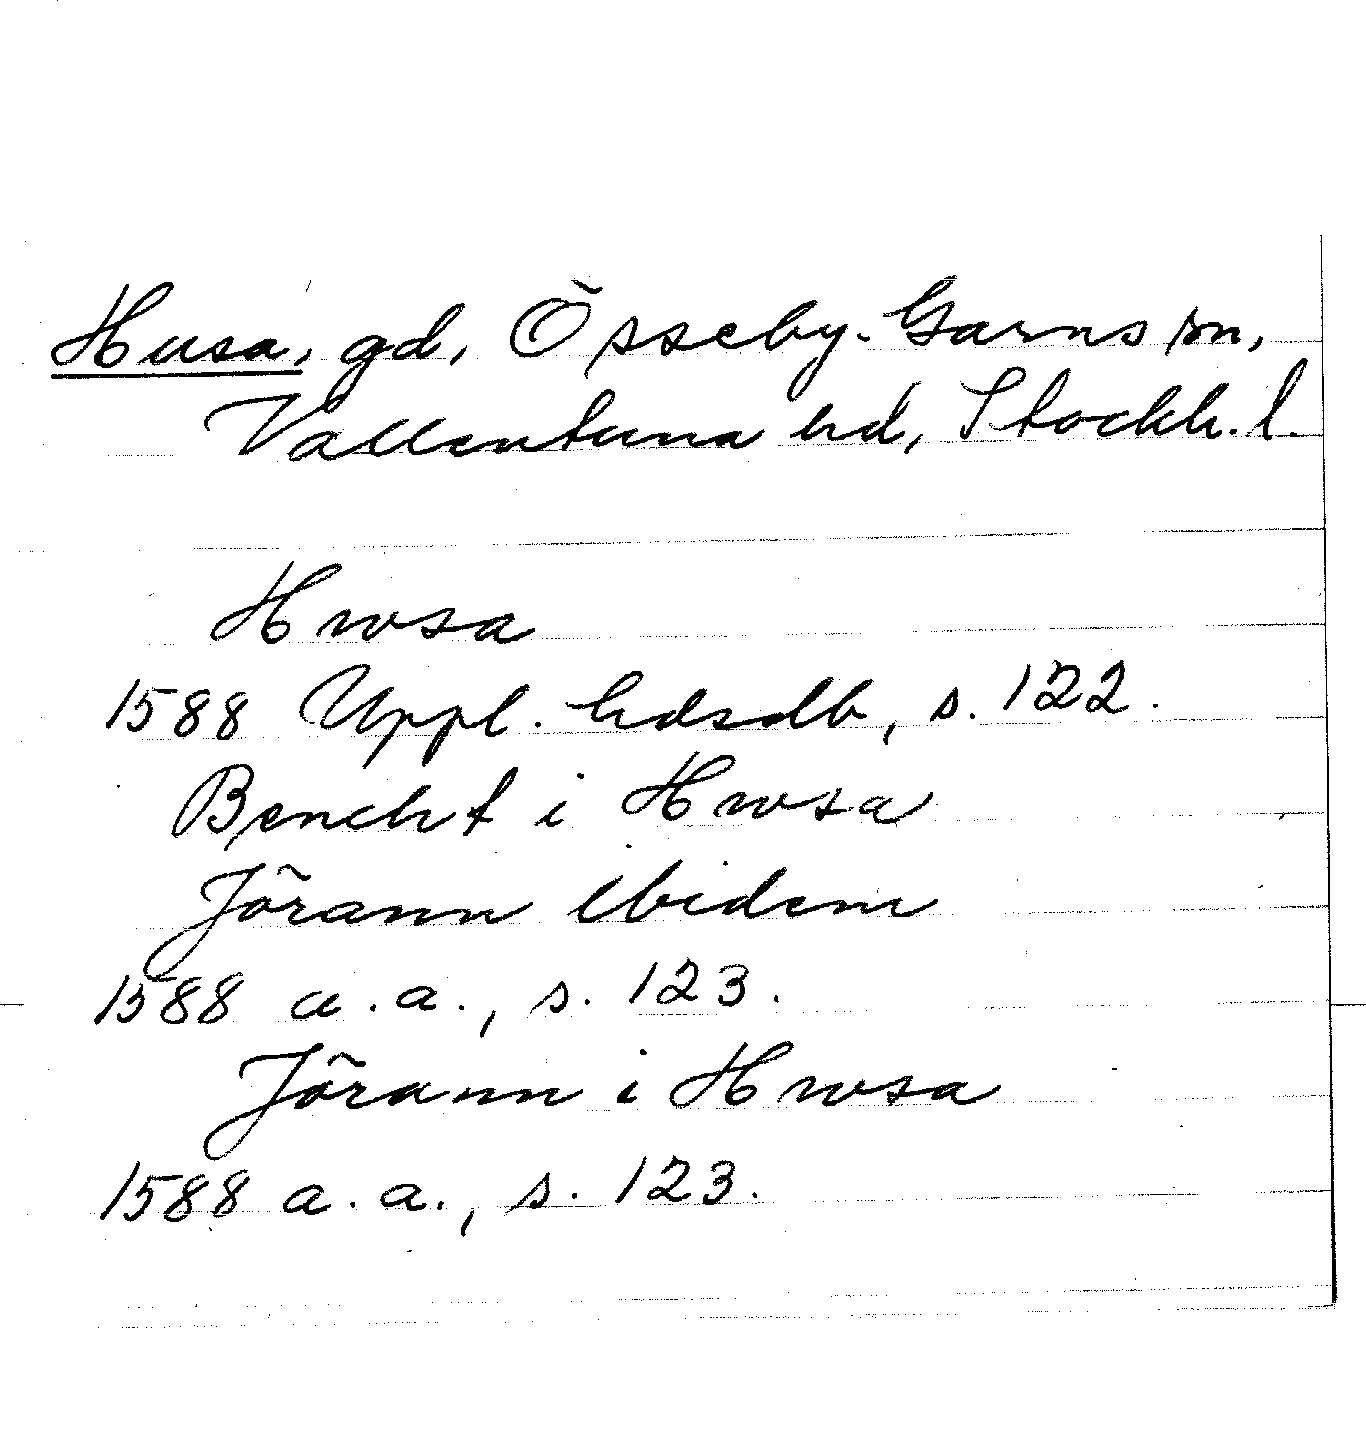 Husa, gd, Össeby-Garns sn,
Vallentuna hd, Stockh. l.
Hwsa
1588 Uppl. hdsdb, s. 122.
Bencht i Hwsa
Jörann ibidem
1588 a.a., s. 123.
Jörann i Hwsa
1588 a.a., s. 123.